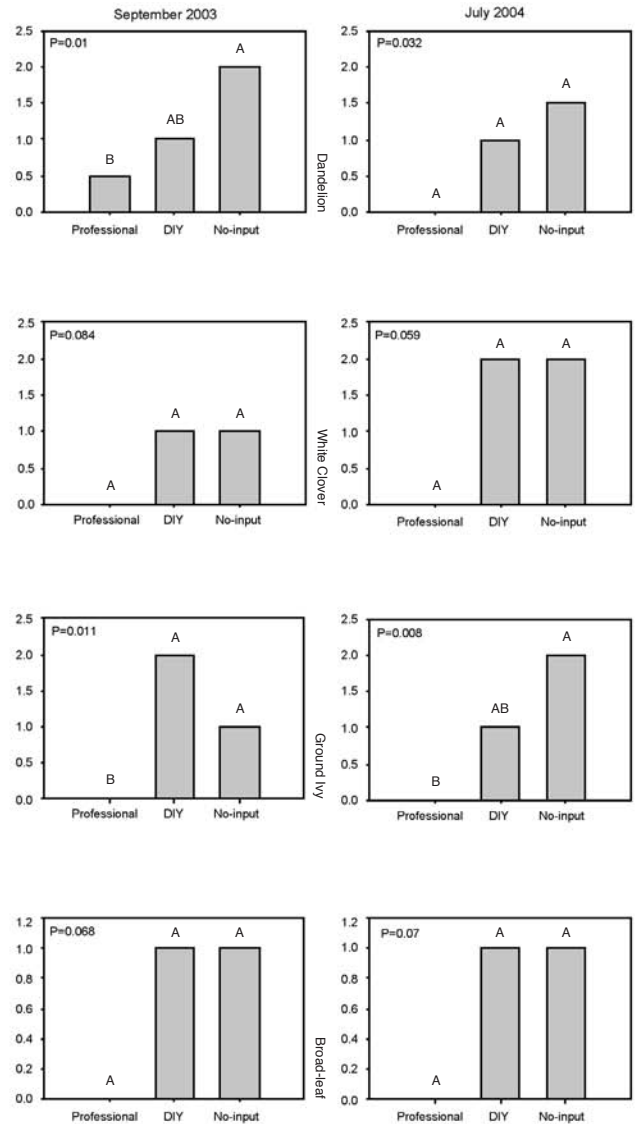 September 2003
July 2004
P=0.01
2.5
2.0
1.5
1.0
0.5
0.0
B
AB
A
Professional DIY No-input
Dandelion
P=0.032
2.5
2.0
1.5
1.0
0.5
0.0
A
A
A
Professional DIY No-input
P=0.084
2.5
2.0
1.5
1.0
0.5
0.0
A
A
A
Professional DIY No-input
White Clover
P=0.059
2.5
2.0
1.5
1.0
0.5
0.0
A
A
A
Professional DIY No-input
P=0.011
2.5
2.0
1.5
1.0
0.5
0.0
B
A
A
Professional DIY No-input
Ground Ivy
P=0.008
2.5
2.0
1.5
1.0
0.5
0.0
B
AB
A
Professional DIY No-input
P=0.068
1.2
1.0
0.8
0.6
0.4
0.2
0.0
A
A
A
Professional DIY No-input
Broad-leaf
P=0.07
1.2
1.0
0.8
0.6
0.4
0.2
0.0
A
A
A
Professional DIY No-input